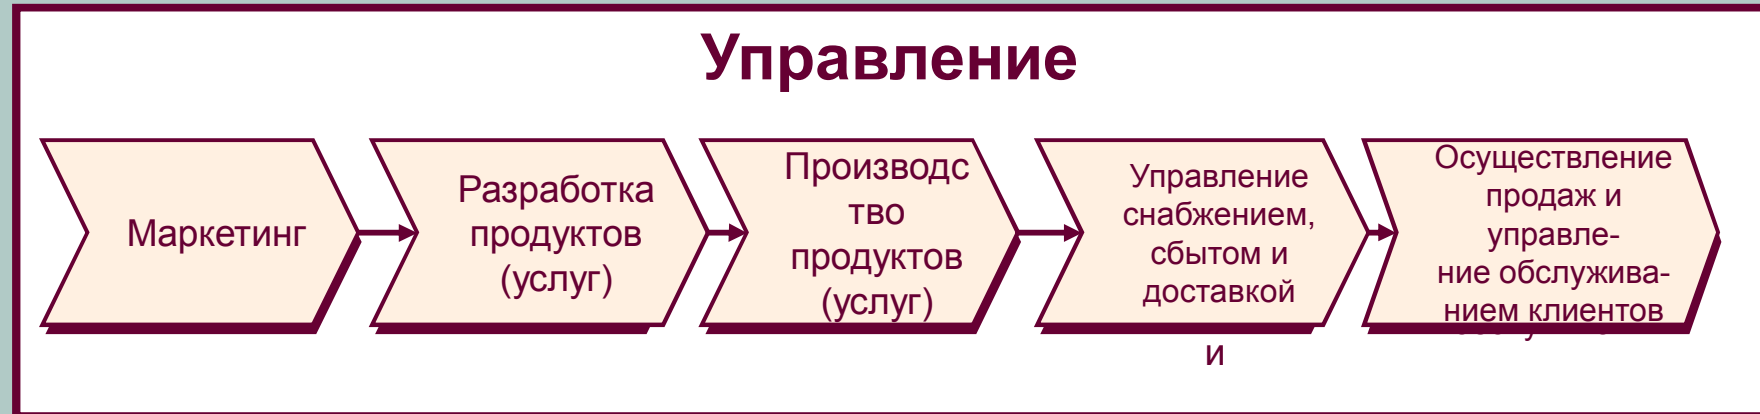 Управление
Маркетинг
Разработка
продуктов
(услуг)
Производс
тво
продуктов
(услуг)
Управление
снабжением,
сбытом и
доставкой
и
Осуществление
продаж и
управле-
ние обслужива-
нием клиентов